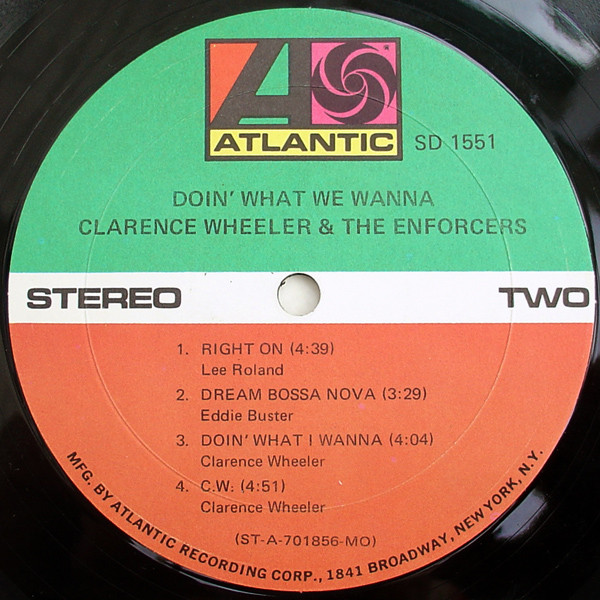 ATLANTIC SD 1551
DOIN' WHAT WE WANNA
CLARENCE WHEELER & THE ENFORCERS
STEREO TWO
1. RIGHT ON (4:39)
Lee Roland
2. DREAM BOSSA NOVA (3:29)
Eddie Buster
3. DOIN' WHAT I WANNA (4:04)
Clarence Wheeler
4. C.W. (4:51)
Clarence Wheeler
(ST-A-701856-MO)
MFG. BY ATLANTIC RECORDING CORP., 1841 BROADWAY, NEW YORK, N.Y.